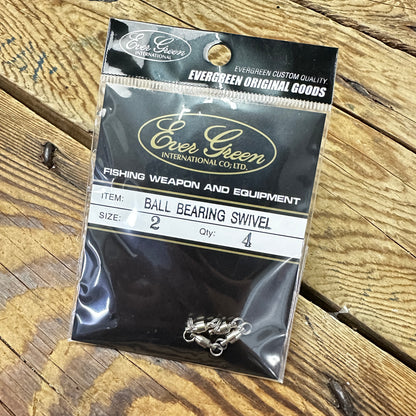 Ever Green
INTERNATIONAL
EVERGREEN CUSTOM QUALITY
EVERGREEN ORIGINAL GOODS
Ever Green
INTERNATIONAL CO; LTD.
FISHING WEAPON AND EQUIPMENT
ITEM: BALL BEARING SWIVEL
SIZE: 2 Qty: 4